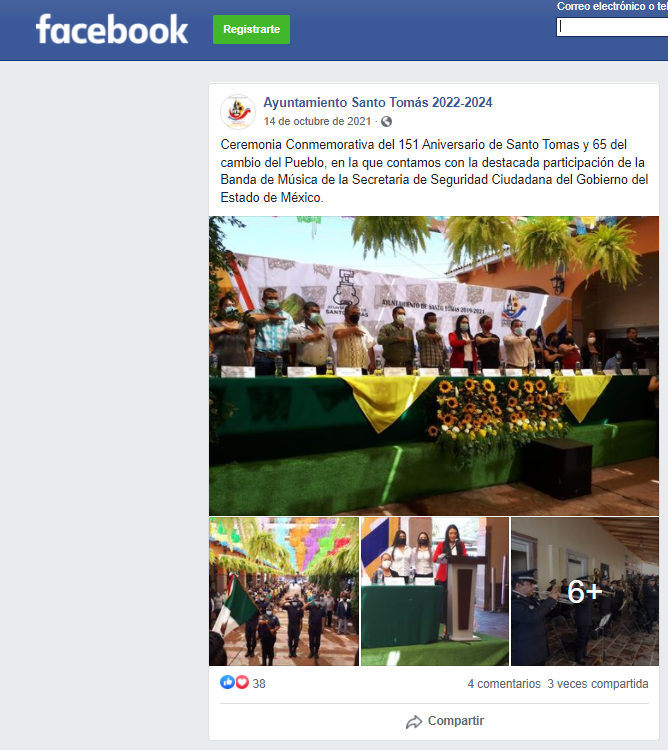 facebook
Registrarte
Correo electrónico o tel
Ayuntamiento Santo Tomás 2022-2024
14 de octubre de 2021 ·
Ceremonia Conmemorativa del 151 Aniversario de Santo Tomas y 65 del
cambio del Pueblo, en la que contamos con la destacada participación de la
Banda de Música de la Secretaria de Seguridad Ciudadana del Gobierno del
Estado de México.
AYUNTAMIENTO DE SANTO TOMAS 2019-2021
6+
38
4 comentarios 3 veces compartida
Compartir